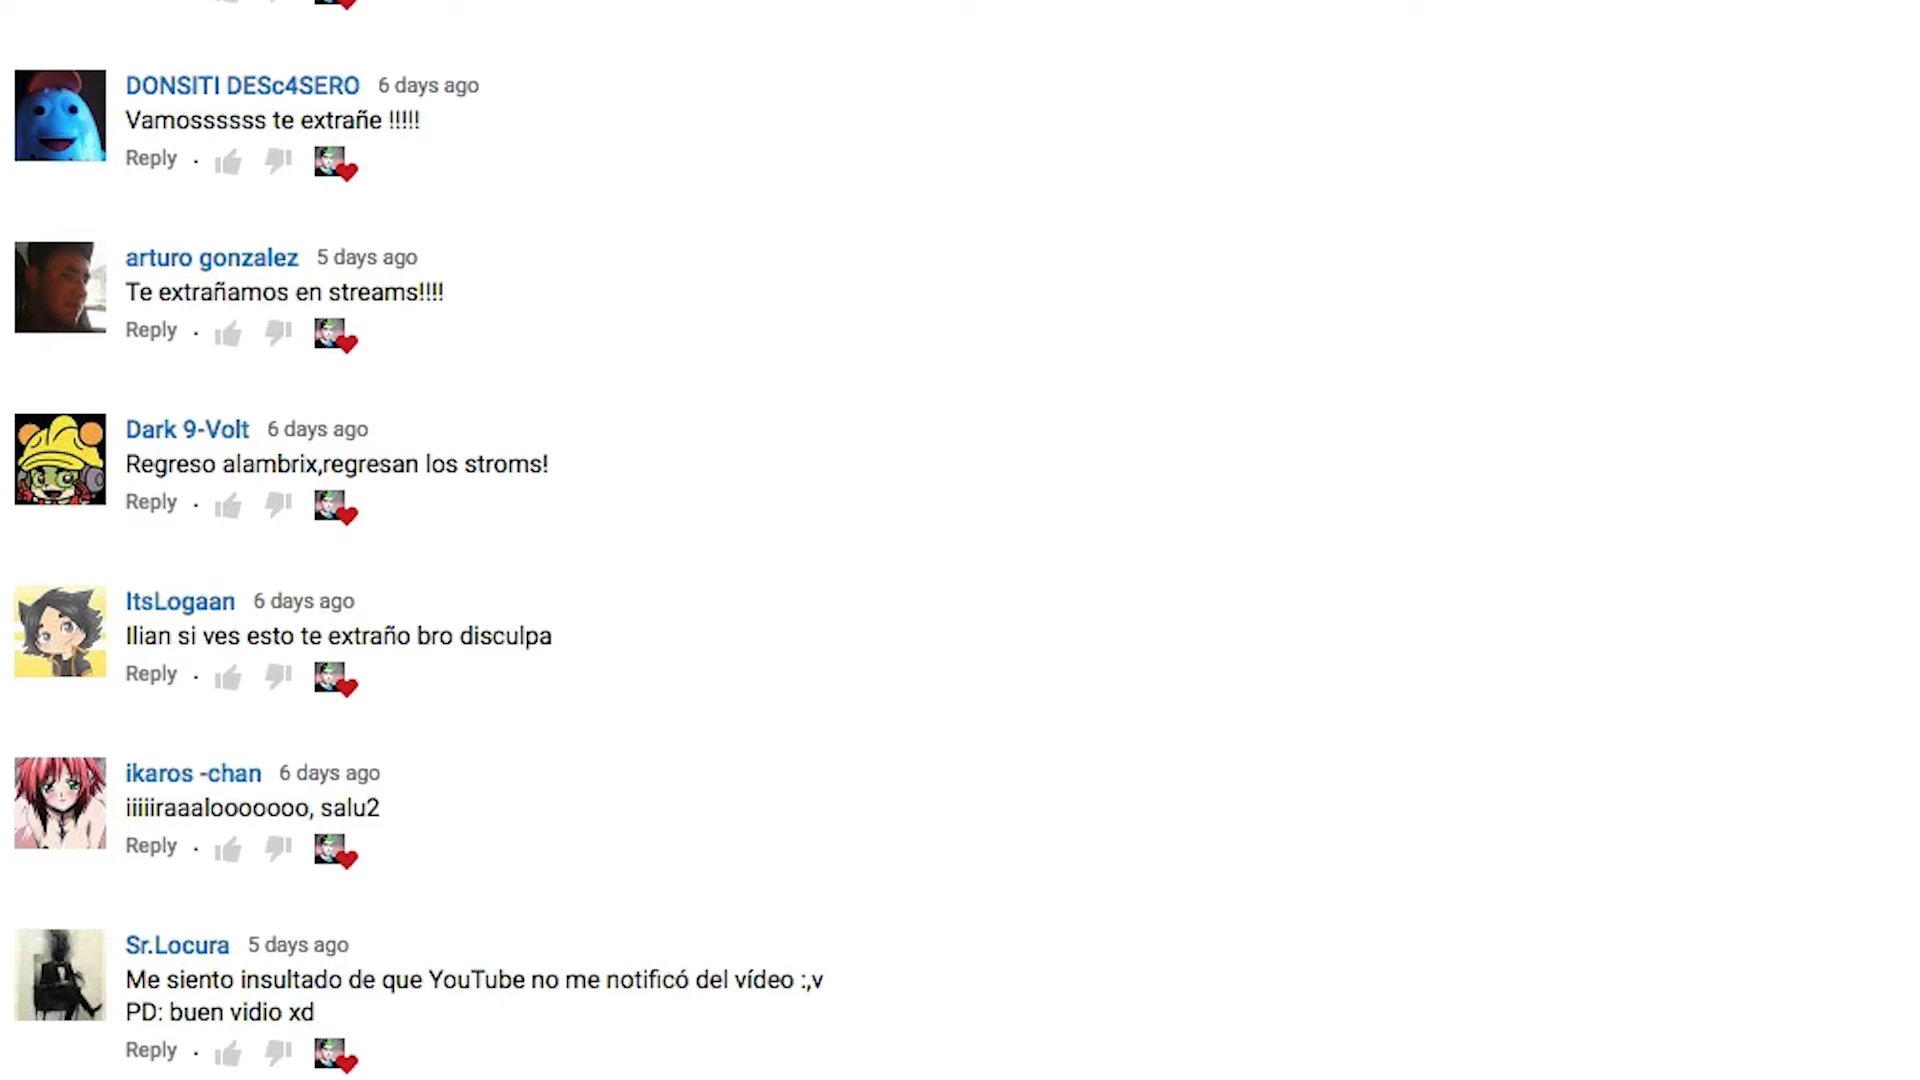 DONSITI DESc4SERO 6 days ago
Vamossssss te extrañe !!!!!
Reply .
arturo gonzalez 5 days ago
Te extrañamos en streams!!!!
Reply .
Dark 9-Volt 6 days ago
Regreso alambrix,regresan los stroms!
Reply .
ItsLogaan 6 days ago
Ilian si ves esto te extraño bro disculpa
Reply .
ikaros -chan 6 days ago
iiiiiraaalooooooo, salu2
Reply .
Sr.Locura 5 days ago
Me siento insultado de que YouTube no me notificó del vídeo :,v
PD: buen vidio xd
Reply .